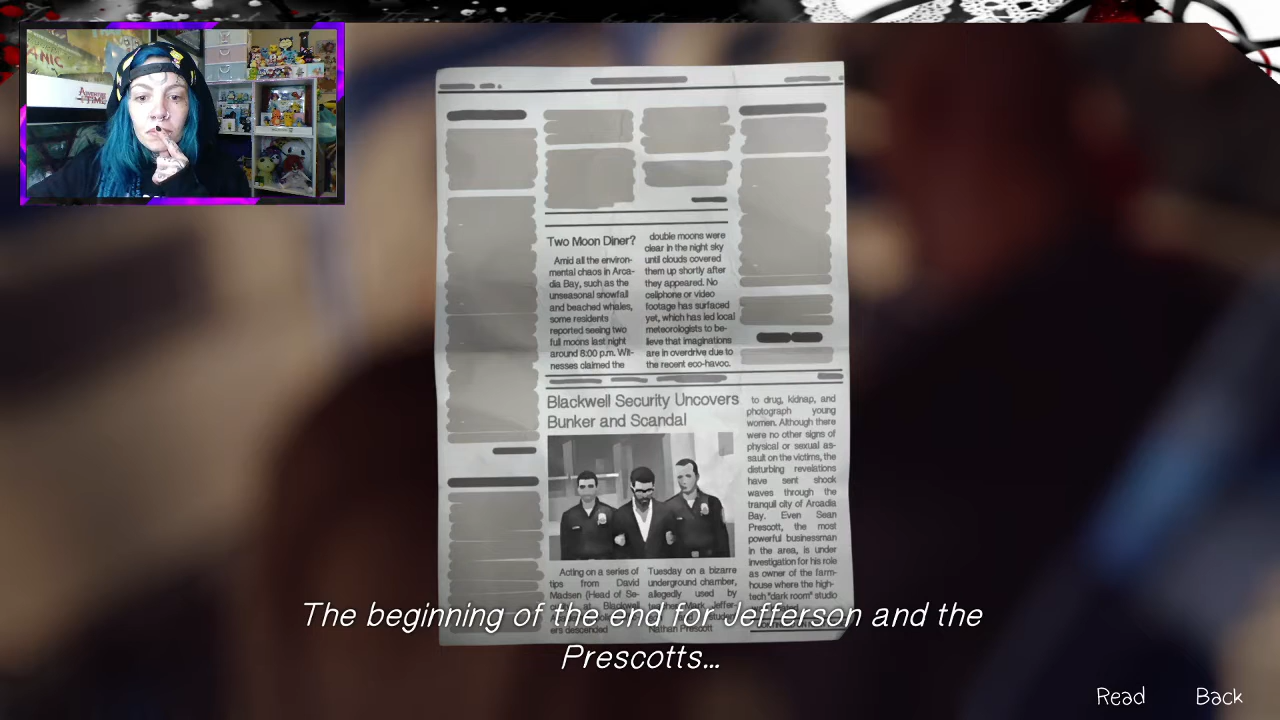 ADVENTURE
TIME
Two Moon Diner?
Amid all the environ-
mental chaos in Arca-
dia Bay, such as the
unseasonal snowfall
and beached whales,
some residents
reported seeing two
full moons last night
around 8:00 p.m. Wit-
nesses claimed the
double moons were
clear in the night sky
until clouds covered
them up shortly after
they appeared. No
cellphone or video
footage has surfaced
yet, which has led local
meteorologists to be-
lieve that imaginations
are in overdrive due to
the recent eco-havoc.
Blackwell Security Uncovers
Bunker and Scandal
Acting on a series of
tips from David
Madsen (Head of Se-
at Blackwell
ers descended
Tuesday on a bizarre
underground chamber,
allegedly used by
Mark Jeffer-
Nathan Prescott
to drug, kidnap, and
photograph young
women. Although there
were no other signs of
physical or sexual as-
sault on the victims, the
disturbing revelations
have sent shock
waves through the
tranquil city of Arcadia
Bay. Even Sean
Prescott, the most
powerful businessman
in the area, is under
investigation for his role
as owner of the farm-
house where the high-
tech "dark room" studio
The beginning of the end for Jefferson and the
Prescotts...
Read Back